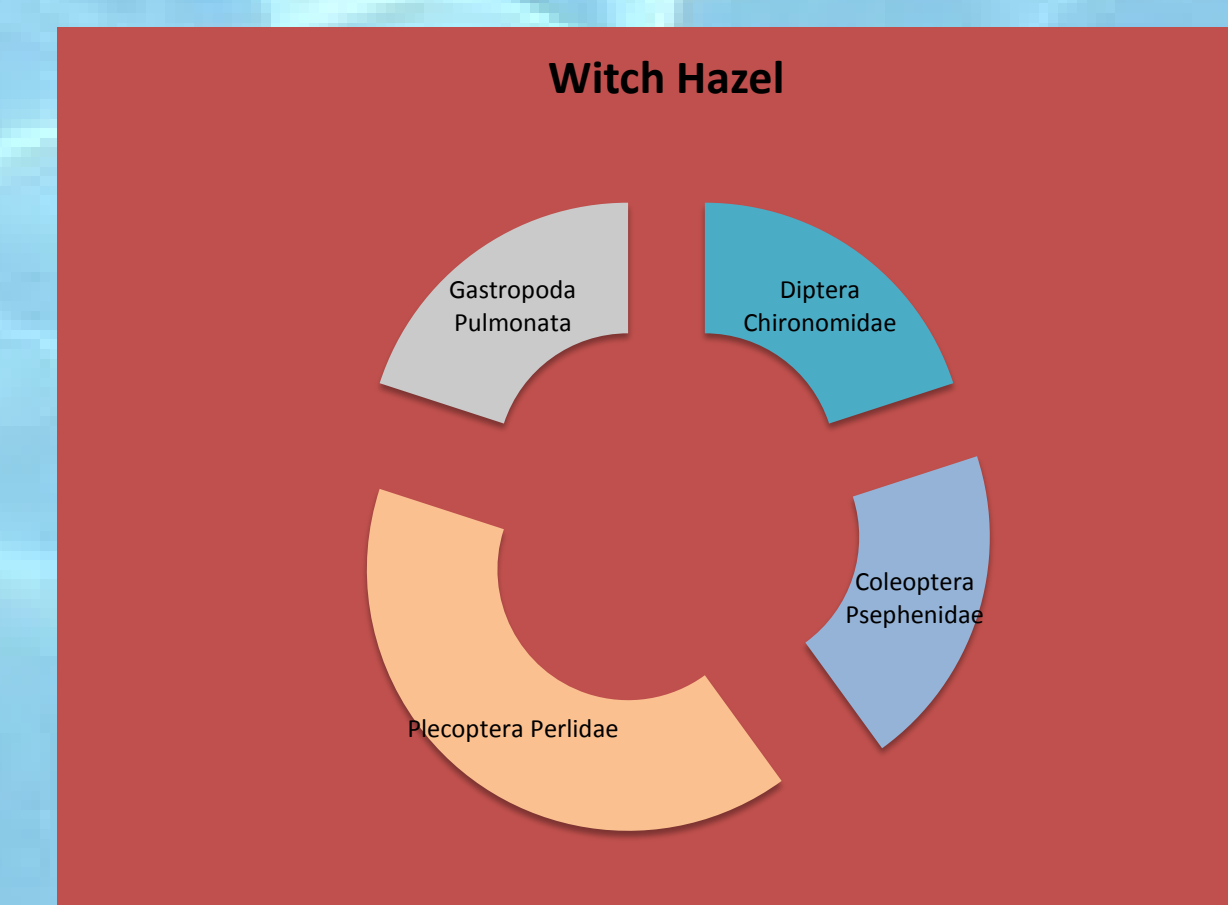 Witch Hazel
Gastropoda
Pulmonata
Diptera
Chironomidae
Coleoptera
Psephenidae
Plecoptera Perlidae